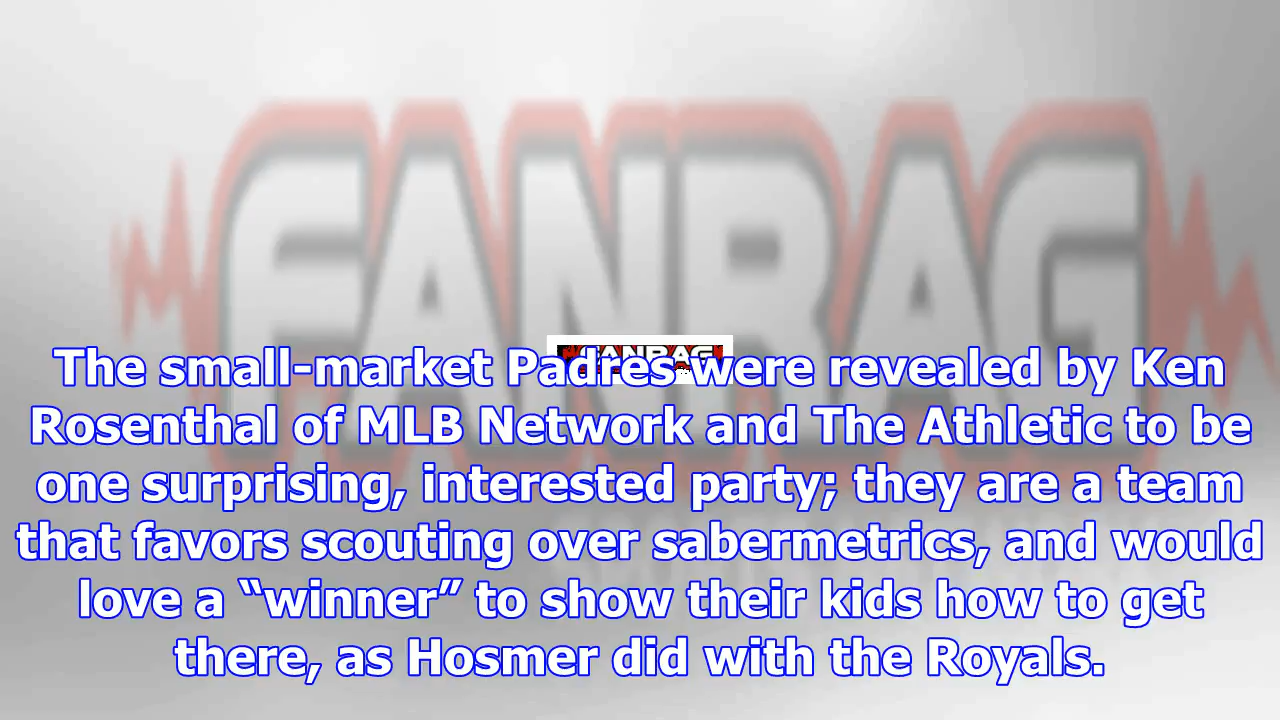 FANRAG
FANRAG
The small-market Padres were revealed by Ken
Rosenthal of MLB Network and The Athletic to be
one surprising, interested party; they are a team
that favors scouting over sabermetrics, and would
love a “winner” to show their kids how to get
there, as Hosmer did with the Royals.